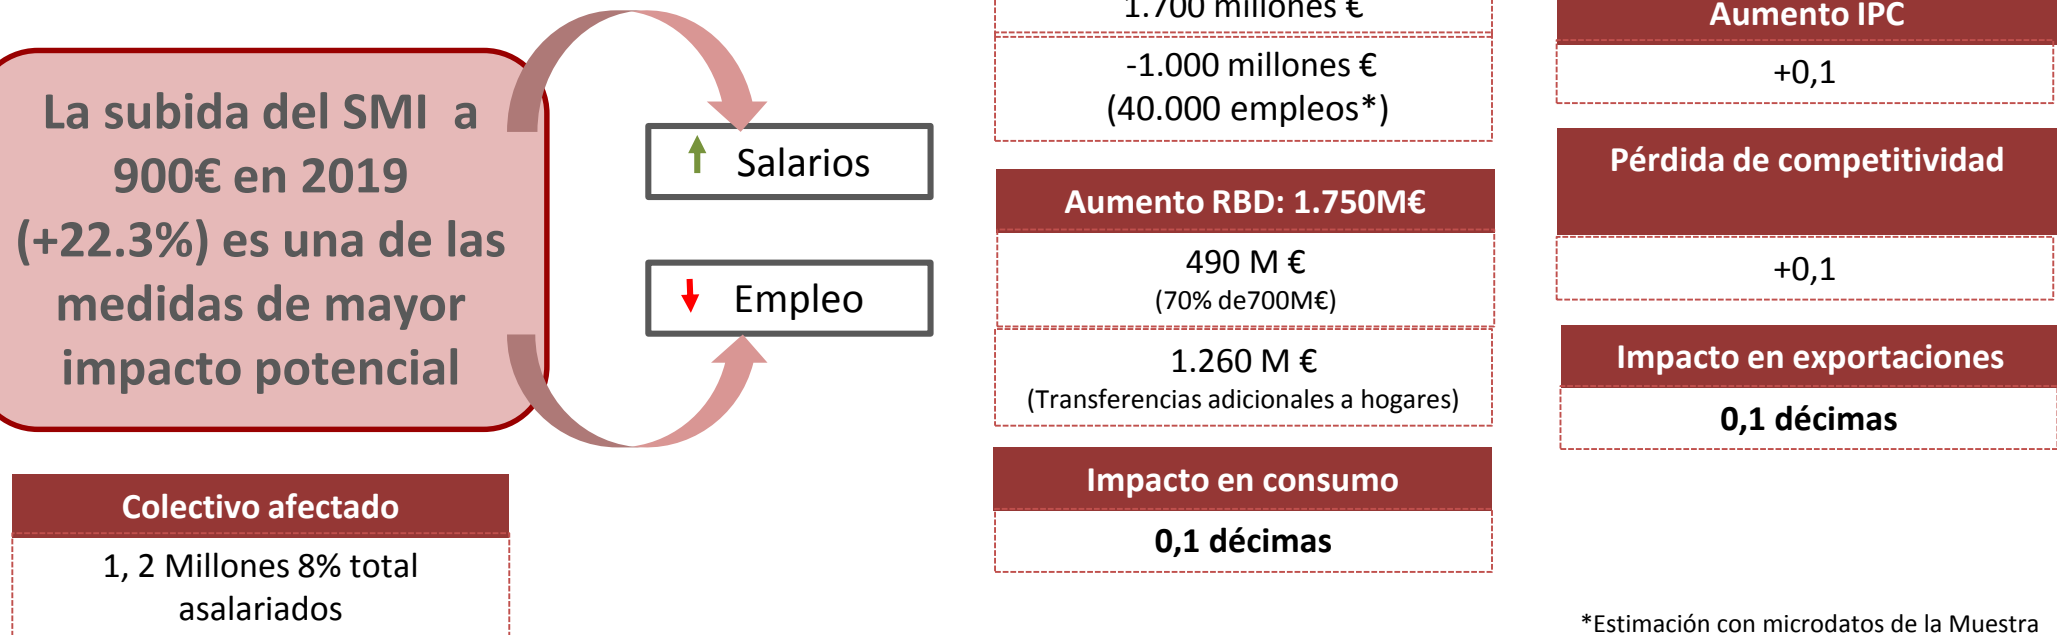 La subida del SMI a
900€ en 2019
(+22.3%) es una de las
medidas de mayor
impacto potencial
Colectivo afectado
1, 2 Millones 8% total
asalariados
Salarios
Empleo
1.700 millones €
-1.000 millones €
(40.000 empleos*)
Aumento RBD: 1.750M€
490 M €
(70% de700M€)
1.260 M €
(Transferencias adicionales a hogares)
Impacto en consumo
0,1 décimas
Aumento IPC
+0,1
Pérdida de competitividad
+0,1
Impacto en exportaciones
0,1 décimas
*Estimación con microdatos de la Muestra